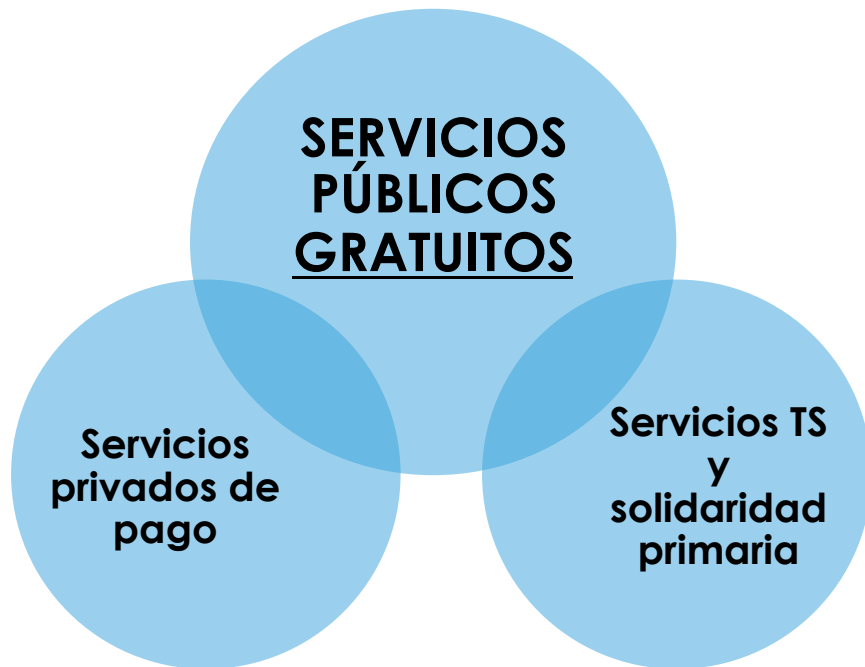 SERVICIOS
PÚBLICOS
GRATUITOS
Servicios
privados de
pago
Servicios TS
y
solidaridad
primaria